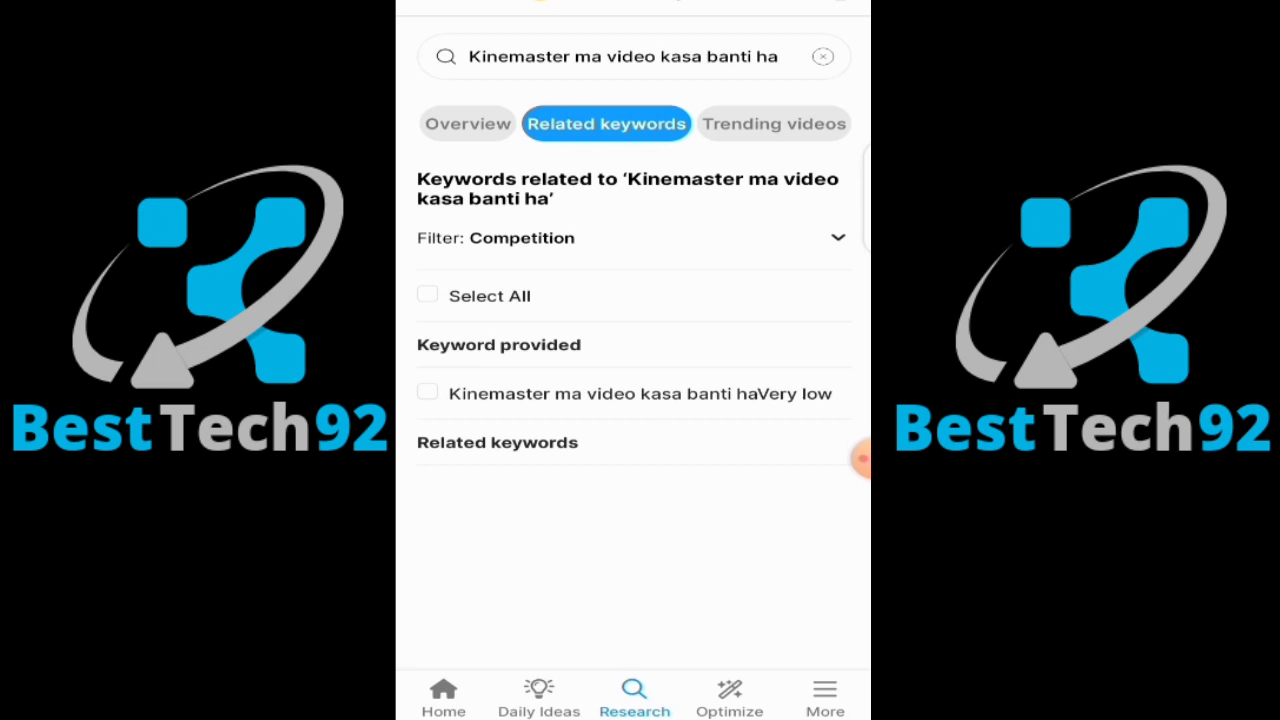 Kinemaster ma video kasa banti ha
Overview
Related keywords
Trending videos
Keywords related to ‘Kinemaster ma video
kasa banti ha’
Filter: Competition
Select All
Keyword provided
Kinemaster ma video kasa banti haVery low
Related keywords
Home
Daily Ideas
Research
Optimize
More
BestTech92
BestTech92